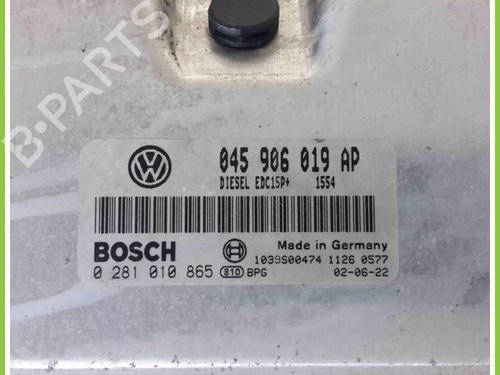 045 906 019 AP
DIESEL EDC15P+ 1554
BOSCH
Made in Germany
1039S00474 1126 0577
0 281 010 865 810 BPG 02-06-22
B-PARTS
B-PARTS